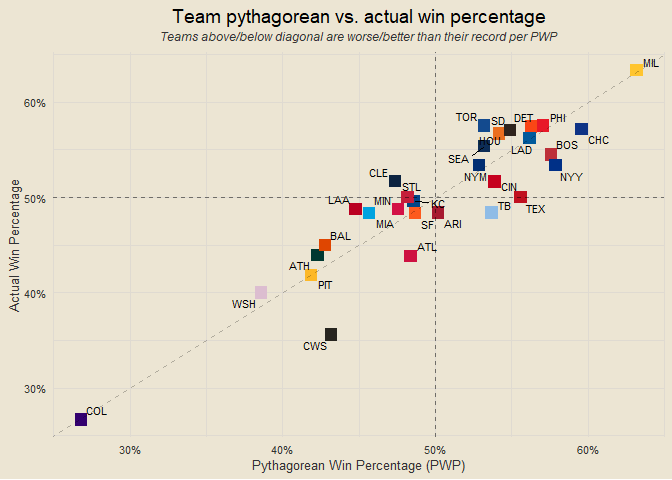 Team pythagorean vs. actual win percentage
Teams above/below diagonal are worse/better than their record per PWP
MIL
60%
TOR
SD
DET
PHI
HOU
CHC
LAD
BOS
SEA
NYM
NYY
CLE
STL
CIN
50%
LAA
MIN
KC
TB
TEX
MIA
SF
ARI
BAL
ATL
ATH
PIT
40%
WSH
CWS
30%
COL
Actual Win Percentage
30%
40%
50%
60%
Pythagorean Win Percentage (PWP)